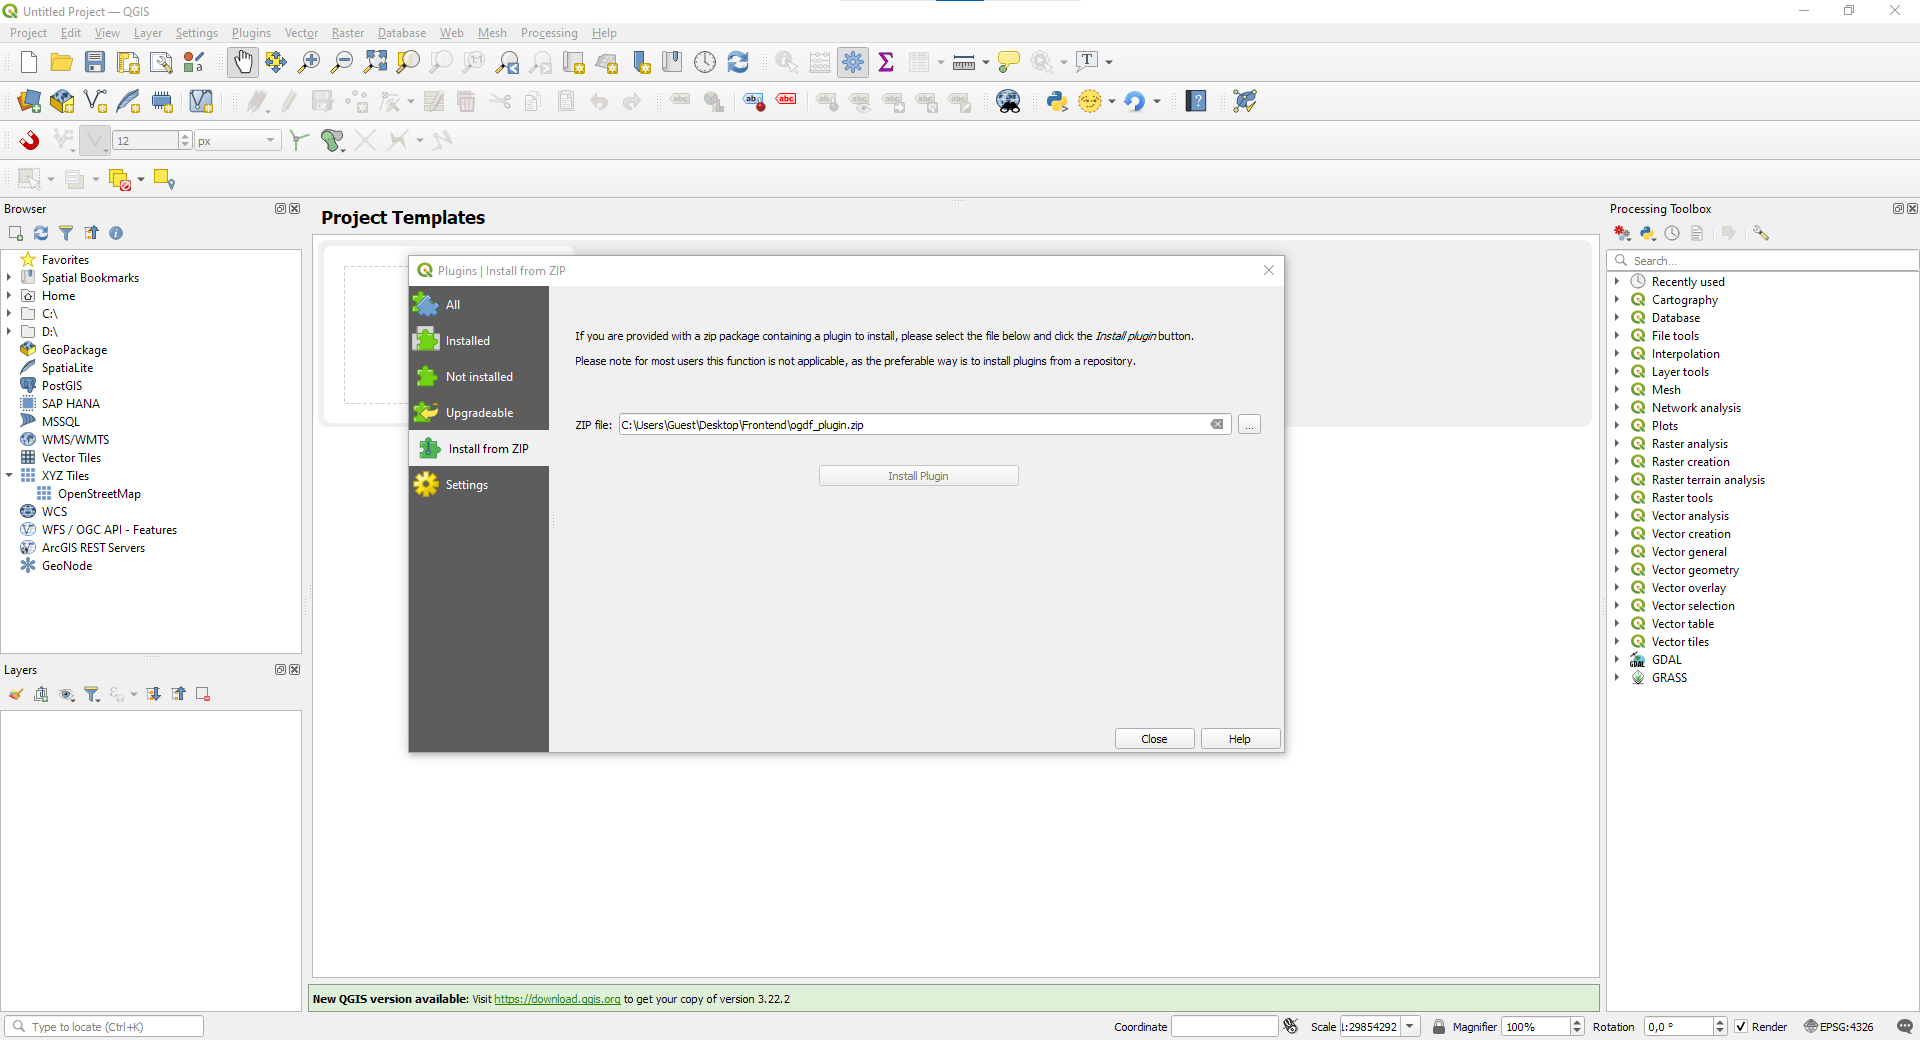 Untitled Project — QGIS
Project Edit View Layer Settings Plugins Vector Raster Database Web Mesh Processing Help
12 px
Browser
Favorites
Spatial Bookmarks
Home
C:\
D:\
GeoPackage
SpatiaLite
PostGIS
SAP HANA
MSSQL
WMS/WMTS
Vector Tiles
XYZ Tiles
OpenStreetMap
WCS
WFS / OGC API - Features
ArcGIS REST Servers
GeoNode
Layers
Project Templates
Plugins | Install from ZIP
All
Installed
Not installed
Upgradeable
Install from ZIP
Settings
If you are provided with a zip package containing a plugin to install, please select the file below and click the Install plugin button.
Please note for most users this function is not applicable, as the preferable way is to install plugins from a repository.
ZIP file: C:\Users\Guest\Desktop\Frontend\ogdf_plugin.zip ...
Install Plugin
Close Help
New QGIS version available: Visit https://download.qgis.org to get your copy of version 3.22.2
Processing Toolbox
Search...
Recently used
Cartography
Database
File tools
Interpolation
Layer tools
Mesh
Network analysis
Plots
Raster analysis
Raster creation
Raster terrain analysis
Raster tools
Vector analysis
Vector creation
Vector general
Vector geometry
Vector overlay
Vector selection
Vector table
Vector tiles
GDAL
GRASS
Type to locate (Ctrl+K) Coordinate Scale 1:29854292 Magnifier 100% Rotation 0,0 ° Render EPSG:4326